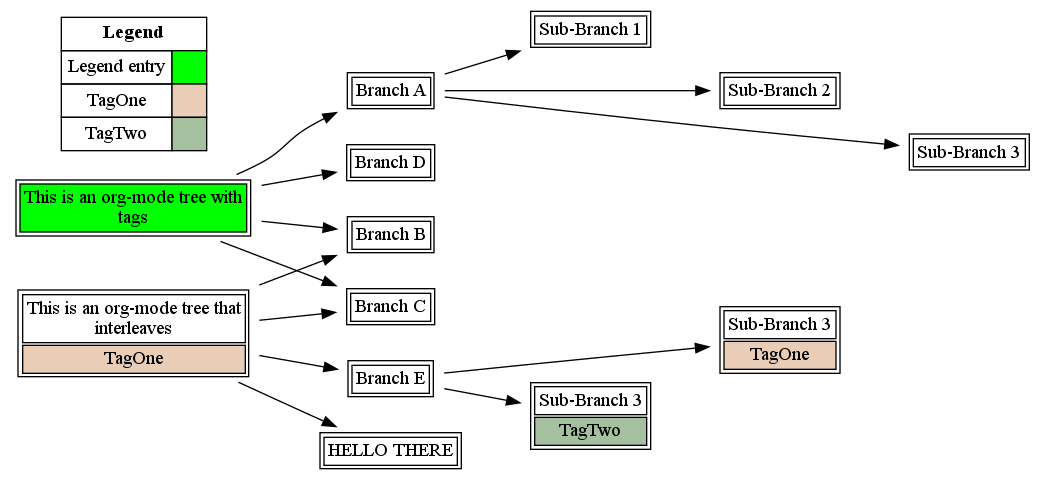 Legend
Legend entry
TagOne
TagTwo
This is an org-mode tree with
tags
This is an org-mode tree that
interleaves
TagOne
Branch A
Branch D
Branch B
Branch C
Branch E
HELLO THERE
Sub-Branch 1
Sub-Branch 2
Sub-Branch 3
Sub-Branch 3
TagOne
Sub-Branch 3
TagTwo